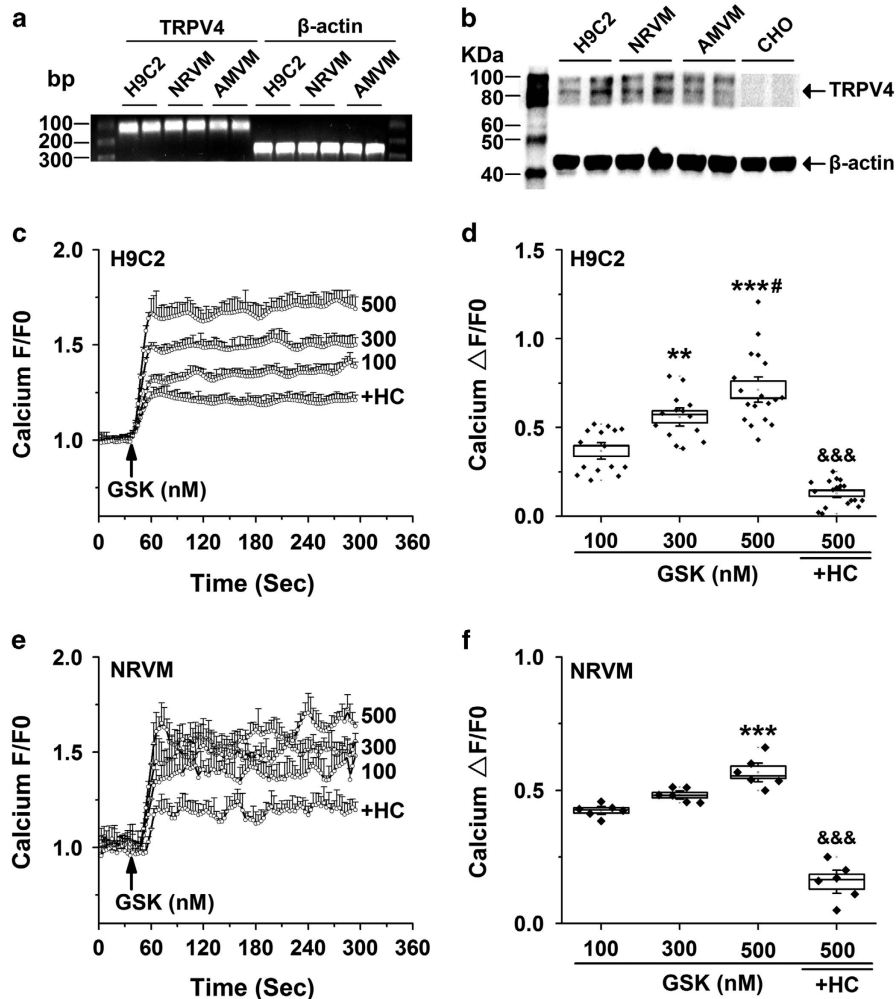 a
TRPV4
β-actin
bp
H9C2
NRVM
AMVM
H9C2
NRVM
AMVM
100
200
300
b
KDa
H9C2
NRVM
AMVM
CHO
100
80
60
50
40
TRPV4
β-actin
c
H9C2
Calcium F/F0
2.0
1.5
1.0
500
300
100
+HC
GSK (nM)
0 60 120 180 240 300 360
Time (Sec)
d
H9C2
Calcium △F/F0
1.5
1.0
0.5
0.0
**
***#
&&&
100 300 500 500
GSK (nM) +HC
e
NRVM
Calcium F/F0
2.0
1.5
1.0
500
300
100
+HC
GSK (nM)
0 60 120 180 240 300 360
Time (Sec)
f
NRVM
Calcium △F/F0
1.0
0.5
0.0
***
&&&
100 300 500 500
GSK (nM) +HC